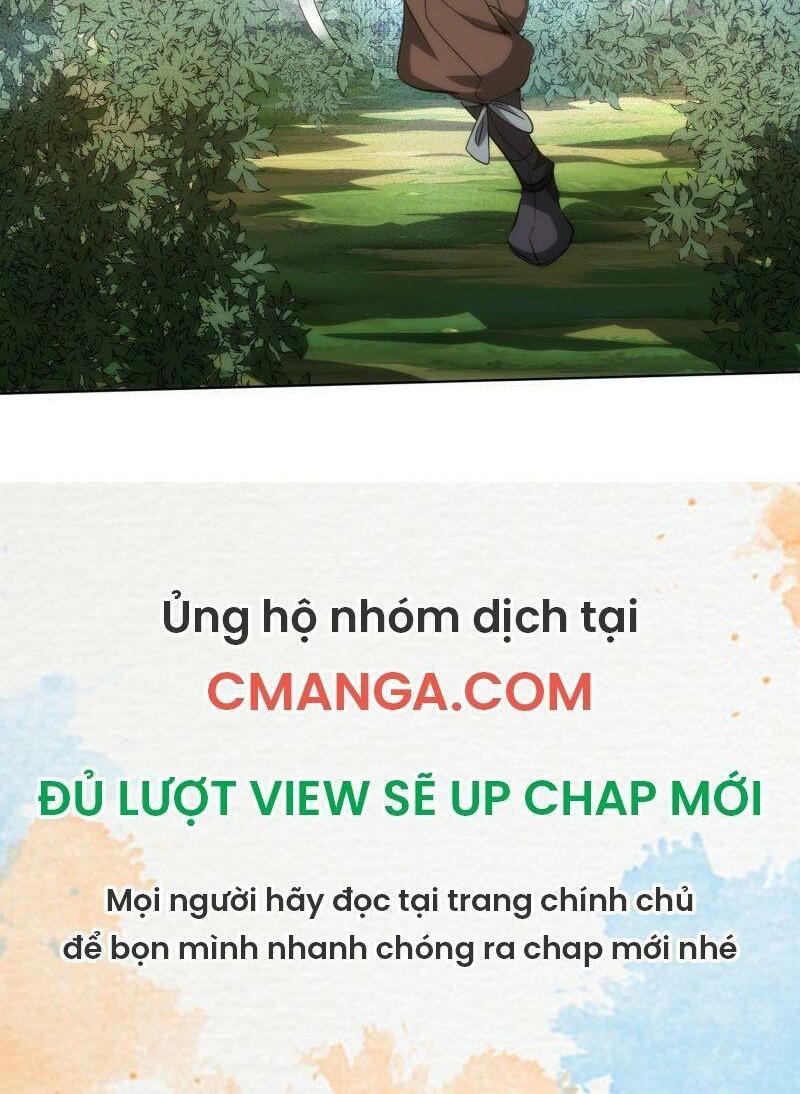 Ủng hộ nhóm dịch tại
CMANGA.COM
ĐỦ LƯỢT VIEW SẼ UP CHAP MỚI
Mọi người hãy đọc tại trang chính chủ
để bọn mình nhanh chóng ra chap mới nhé